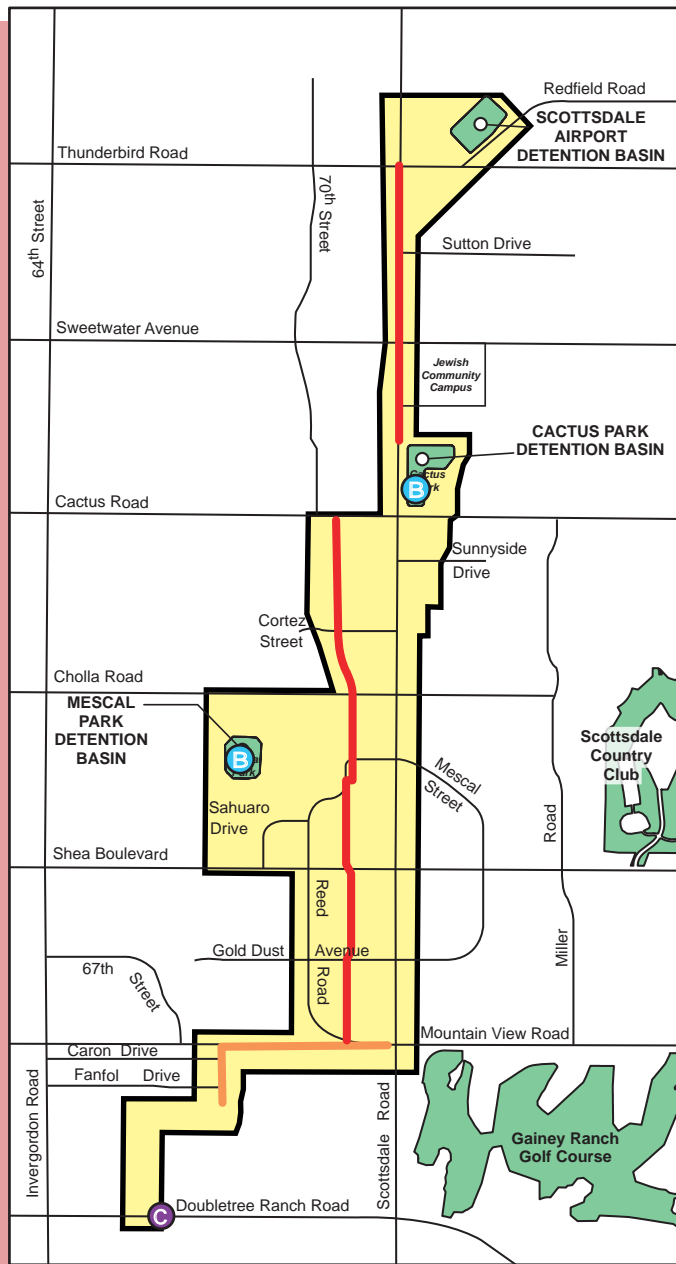 Redfield Road
SCOTTSDALE
AIRPORT
DETENTION BASIN
Thunderbird Road
70th Street
64th Street
Sutton Drive
Sweetwater Avenue
Jewish
Community
Campus
CACTUS PARK
DETENTION BASIN
Cactus
B
Cactus Road
Sunnyside
Drive
Cortez
Street
Cholla Road
MESCAL
PARK
DETENTION
BASIN
B
Mescal
Street
Scottsdale
Country
Club
Sahuaro
Drive
Road
Shea Boulevard
Reed
Gold Dust Avenue
67th
Street
Road
Miller
Mountain View Road
Caron Drive
Fanfol Drive
Invergordon Road
Scottsdale Road
Gainey Ranch
Golf Course
C
Doubletree Ranch Road